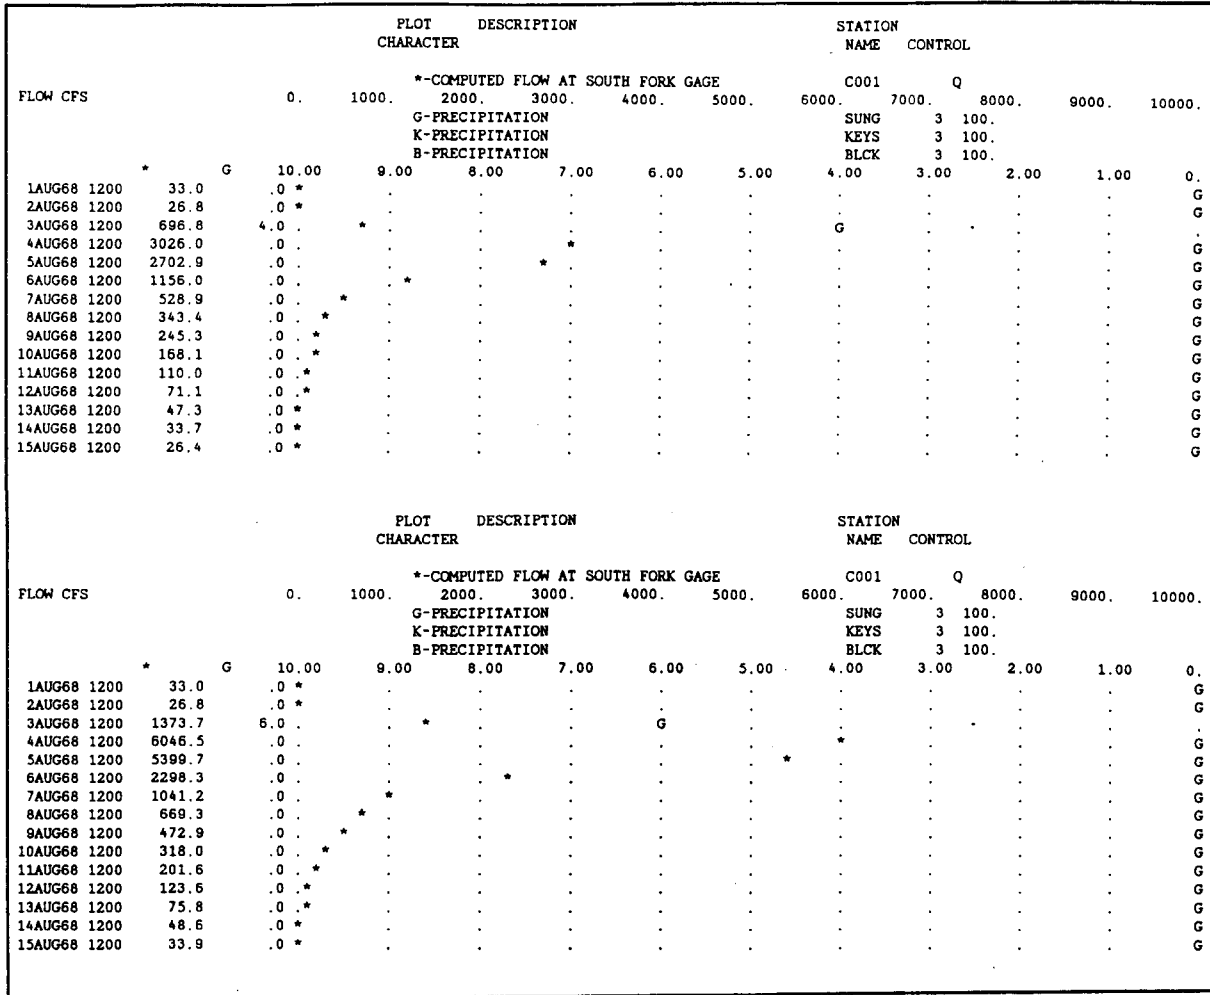 PLOT DESCRIPTION STATION
CHARACTER NAME CONTROL
*-COMPUTED FLOW AT SOUTH FORK GAGE C001 Q
FLOW CFS 0. 1000. 2000. 3000. 4000. 5000. 6000. 7000. 8000. 9000. 10000.
G-PRECIPITATION SUNG 3 100.
K-PRECIPITATION KEYS 3 100.
B-PRECIPITATION BLCK 3 100.
* G 10.00 9.00 8.00 7.00 6.00 5.00 4.00 3.00 2.00 1.00 0.
1AUG68 1200 33.0 .0 * . . . . . . . . . G
2AUG68 1200 26.8 .0 * . . . . . . . . . G
3AUG68 1200 696.8 4.0 . * . . . . . G . . . .
4AUG68 1200 3026.0 .0 . . . * . . . . . . G
5AUG68 1200 2702.9 .0 . . . * . . . . . . . G
6AUG68 1200 1156.0 .0 . . * . . . . . . . . G
7AUG68 1200 528.9 .0 . * . . . . . . . . . G
8AUG68 1200 343.4 .0 . * . . . . . . . . . G
9AUG68 1200 245.3 .0 . * . . . . . . . . . G
10AUG68 1200 168.1 .0 . * . . . . . . . . . G
11AUG68 1200 110.0 .0 .* . . . . . . . . . G
12AUG68 1200 71.1 .0 .* . . . . . . . . . G
13AUG68 1200 47.3 .0 * . . . . . . . . . G
14AUG68 1200 33.7 .0 * . . . . . . . . . G
15AUG68 1200 26.4 .0 * . . . . . . . . . G
PLOT DESCRIPTION STATION
CHARACTER NAME CONTROL
*-COMPUTED FLOW AT SOUTH FORK GAGE C001 Q
FLOW CFS 0. 1000. 2000. 3000. 4000. 5000. 6000. 7000. 8000. 9000. 10000.
G-PRECIPITATION SUNG 3 100.
K-PRECIPITATION KEYS 3 100.
B-PRECIPITATION BLCK 3 100.
* G 10.00 9.00 8.00 7.00 6.00 5.00 4.00 3.00 2.00 1.00 0.
1AUG68 1200 33.0 .0 * . . . . . . . . . G
2AUG68 1200 26.8 .0 * . . . . . . . . . G
3AUG68 1200 1373.7 6.0 . . * . . G . . . . . .
4AUG68 1200 6046.5 .0 . . . . . . * . . . G
5AUG68 1200 5399.7 .0 . . . . . . * . . . . G
6AUG68 1200 2298.3 .0 . . . * . . . . . . . G
7AUG68 1200 1041.2 .0 . * . . . . . . . . G
8AUG68 1200 669.3 .0 . * . . . . . . . . . G
9AUG68 1200 472.9 .0 . * . . . . . . . . . G
10AUG68 1200 318.0 .0 . * . . . . . . . . . G
11AUG68 1200 201.6 .0 . * . . . . . . . . . G
12AUG68 1200 123.6 .0 .* . . . . . . . . . G
13AUG68 1200 75.8 .0 .* . . . . . . . . . G
14AUG68 1200 48.6 .0 * . . . . . . . . . G
15AUG68 1200 33.9 .0 * . . . . . . . . . G